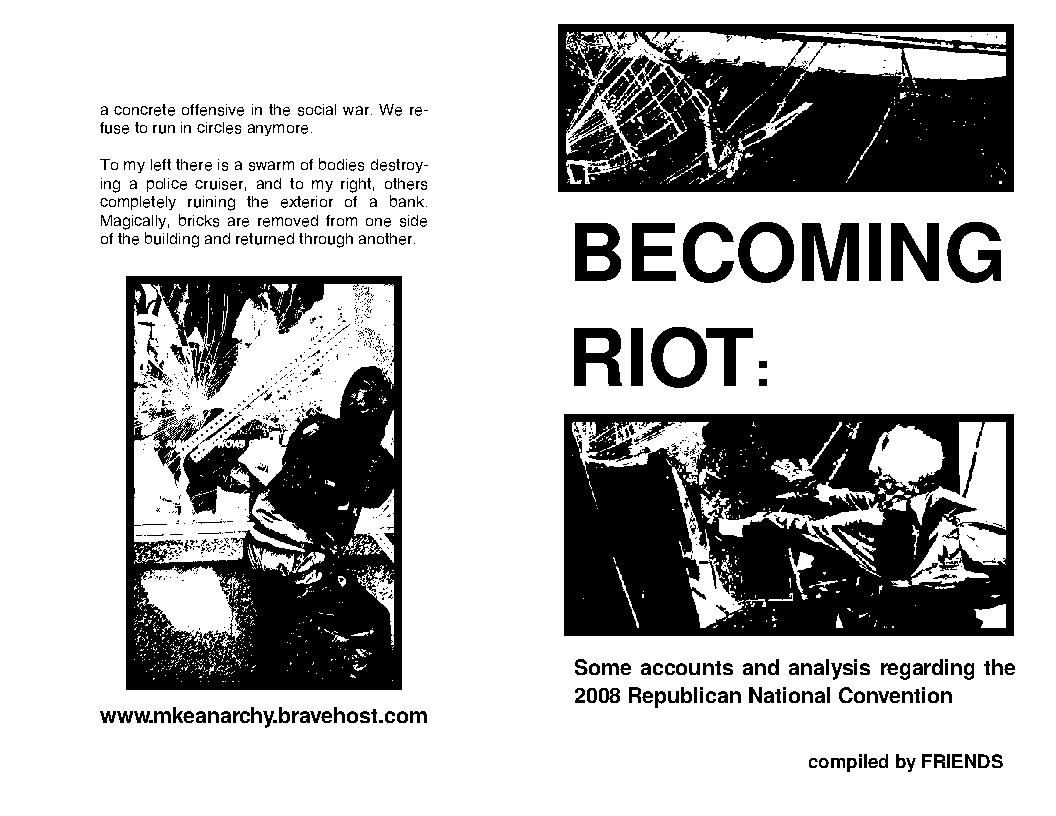 a concrete offensive in the social war. We re-
fuse to run in circles anymore.
To my left there is a swarm of bodies destroy-
ing a police cruiser, and to my right, others
completely ruining the exterior of a bank.
Magically, bricks are removed from one side
of the building and returned through another.
www.mkeanarchy.bravehost.com
BECOMING
RIOT:
Some accounts and analysis regarding the
2008 Republican National Convention
compiled by FRIENDS